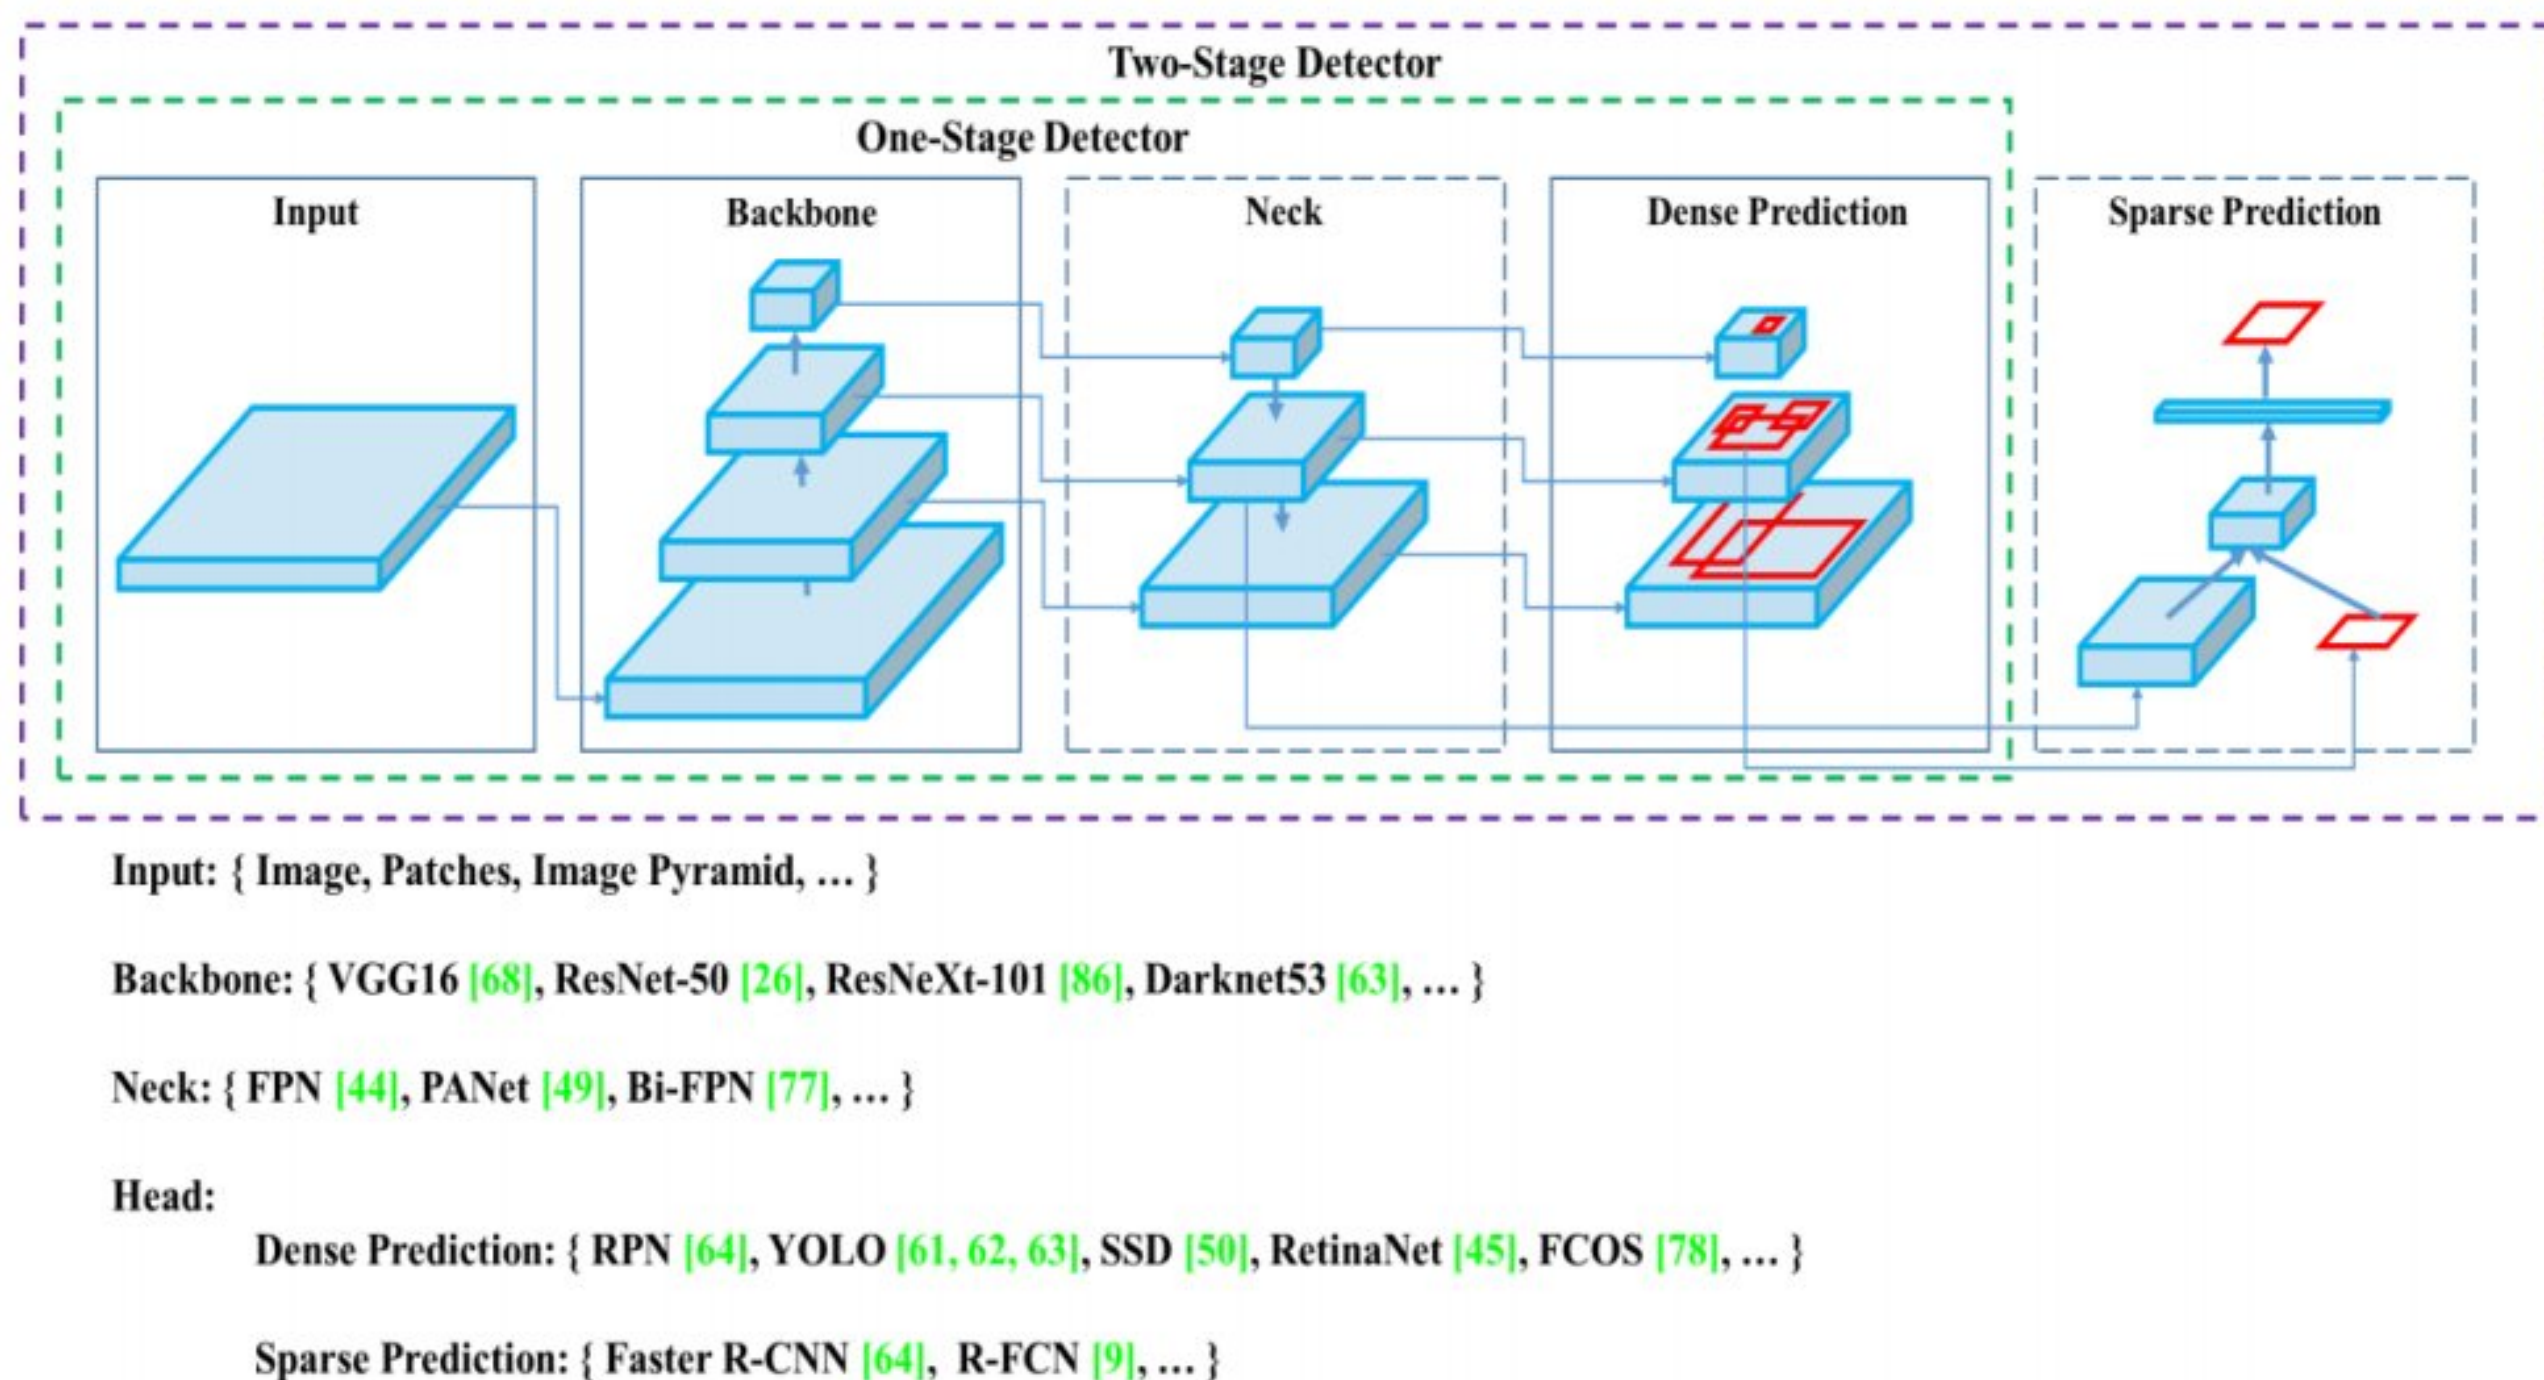 Two-Stage Detector
One-Stage Detector
Input
Backbone
Neck
Dense Prediction
Sparse Prediction
Input: { Image, Patches, Image Pyramid, … }
Backbone: { VGG16 [68], ResNet-50 [26], ResNeXt-101 [86], Darknet53 [63], … }
Neck: { FPN [44], PANet [49], Bi-FPN [77], … }
Head:
Dense Prediction: { RPN [64], YOLO [61, 62, 63], SSD [50], RetinaNet [45], FCOS [78], … }
Sparse Prediction: { Faster R-CNN [64], R-FCN [9], … }